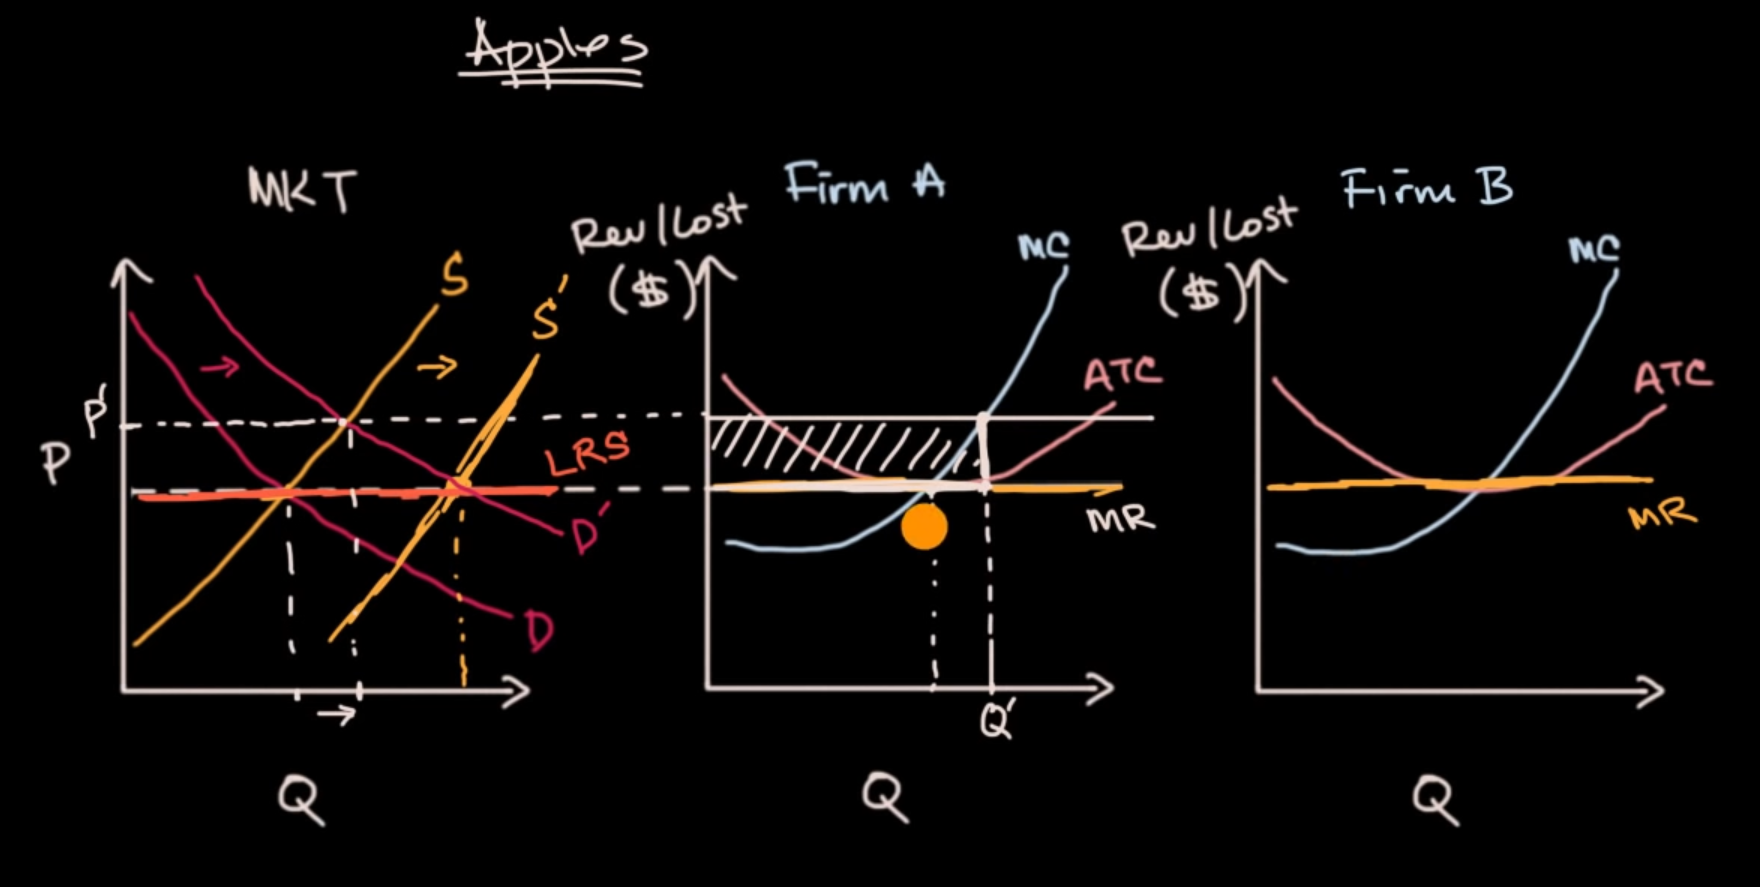 Apples
MKT
Firm A
Firm B
Rev/Cost
($)
Rev/Cost
($)
S
S'
MC
MC
P'
P
LRS
ATC
ATC
D'
D
MR
MR
Q'
Q
Q
Q